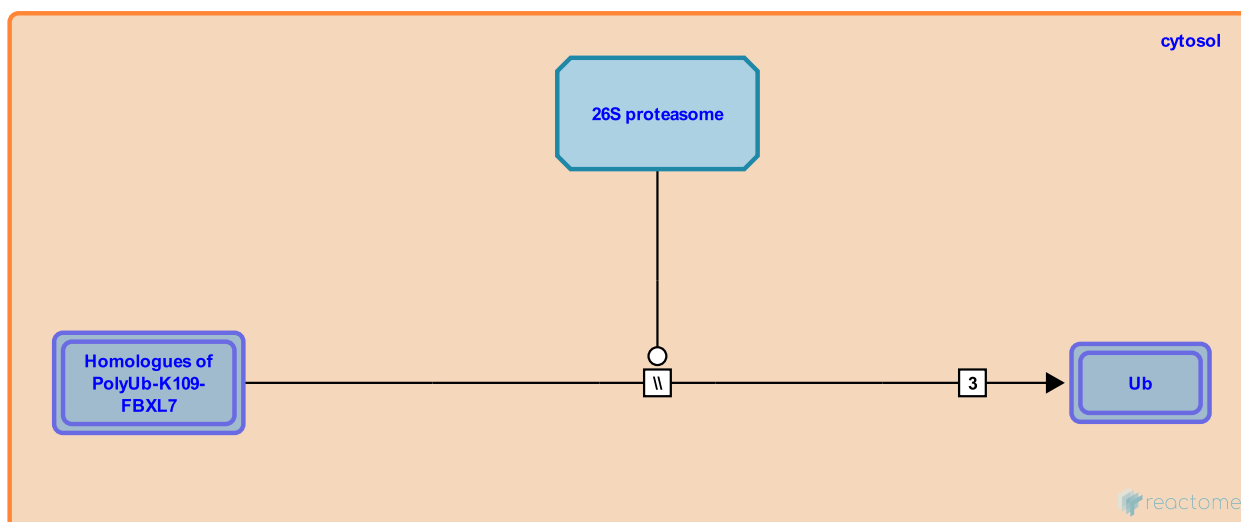 cytosol
26S proteasome
Homologues of
PolyUb-K109-
FBXL7
\\
3
Ub
reactome